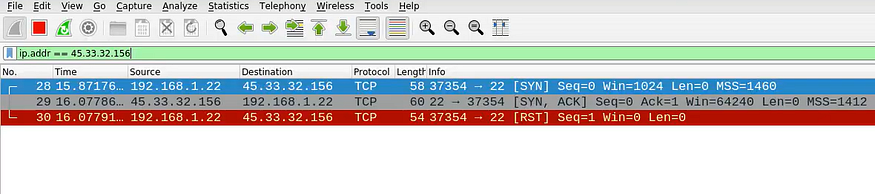 File Edit View Go Capture Analyze Statistics Telephony Wireless Tools Help
ip.addr == 45.33.32.156
No. Time Source Destination Protocol Length Info
28 15.87176… 192.168.1.22 45.33.32.156 TCP 58 37354 → 22 [SYN] Seq=0 Win=1024 Len=0 MSS=1460
29 16.07786… 45.33.32.156 192.168.1.22 TCP 60 22 → 37354 [SYN, ACK] Seq=0 Ack=1 Win=64240 Len=0 MSS=1412
30 16.07791… 192.168.1.22 45.33.32.156 TCP 54 37354 → 22 [RST] Seq=1 Win=0 Len=0